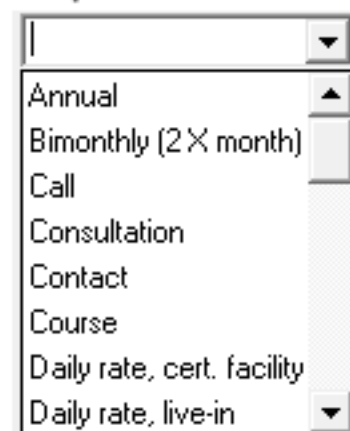 Annual
Bimonthly (2 X month)
Call
Consultation
Contact
Course
Daily rate, cert. facility
Daily rate, live-in